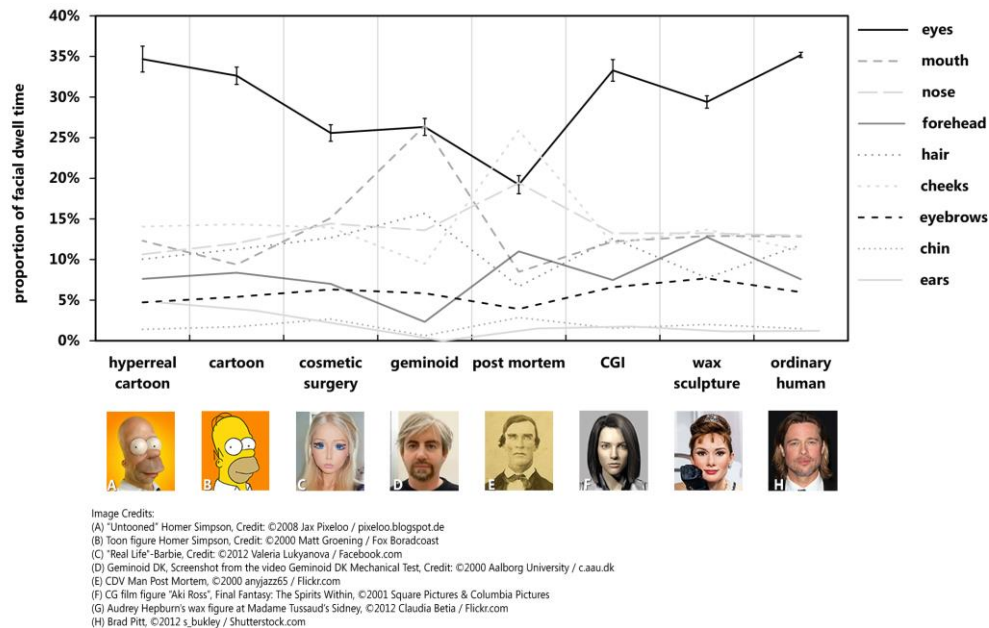 40%
35%
30%
25%
20%
15%
10%
5%
0%
proportion of facial dwell time
eyes
mouth
nose
forehead
hair
cheeks
eyebrows
chin
ears
hyperreal
cartoon
cartoon
cosmetic
surgery
geminoid
post mortem
CGI
wax
sculpture
ordinary
human
A
B
C
D
E
F
H
Image Credits:
(A) "Untooned" Homer Simpson, Credit: ©2008 Jax Pixeloo / pixeloo.blogspot.de
(B) Toon figure Homer Simpson, Credit: ©2000 Matt Groening / Fox Boradcoast
(C) "Real Life"-Barbie, Credit: ©2012 Valeria Lukyanova / Facebook.com
(D) Geminoid DK, Screenshot from the video Geminoid DK Mechanical Test, Credit: ©2000 Aalborg University / c.aau.dk
(E) CDV Man Post Mortem, ©2000 anyjazz65 / Flickr.com
(F) CG film figure "Aki Ross", Final Fantasy: The Spirits Within, ©2001 Square Pictures & Columbia Pictures
(G) Audrey Hepburn's wax figure at Madame Tussaud's Sidney, ©2012 Claudia Betia / Flickr.com
(H) Brad Pitt, ©2012 s_bukley / Shutterstock.com